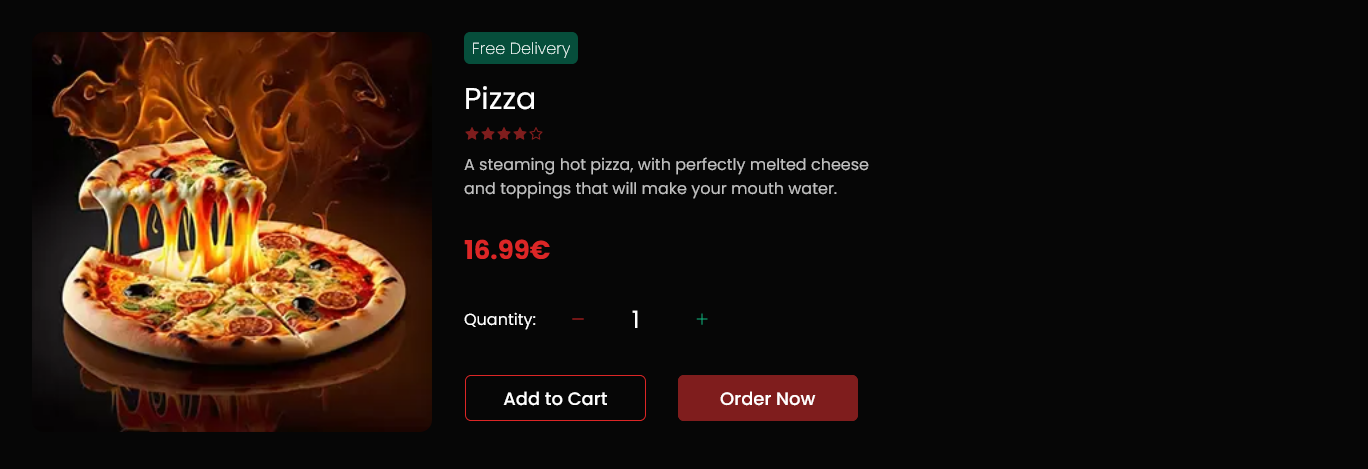 Free Delivery
Pizza
A steaming hot pizza, with perfectly melted cheese
and toppings that will make your mouth water.
16.99€
Quantity: − 1 +
Add to Cart Order Now